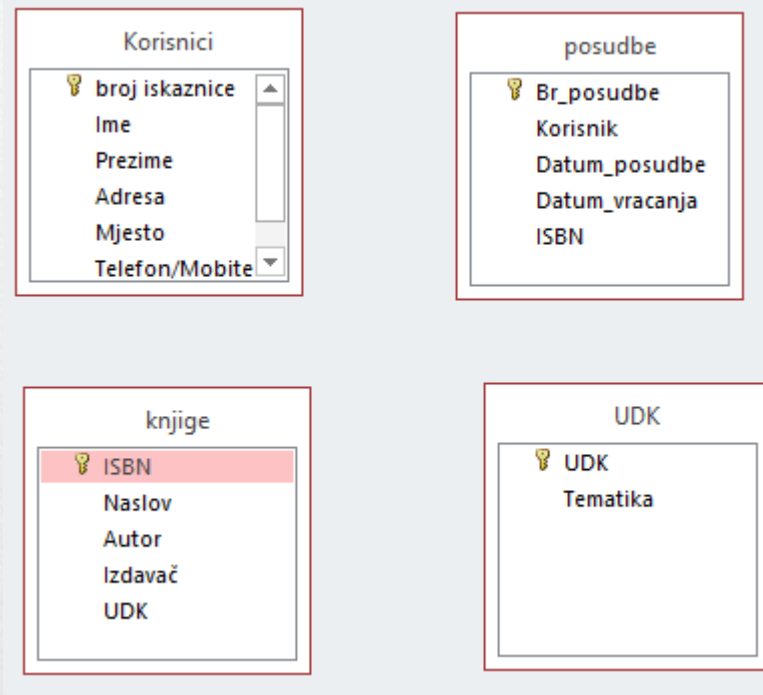 Korisnici
broj iskaznice
Ime
Prezime
Adresa
Mjesto
Telefon/Mobite
posudbe
Br_posudbe
Korisnik
Datum_posudbe
Datum_vracanja
ISBN
knjige
ISBN
Naslov
Autor
Izdavač
UDK
UDK
UDK
Tematika